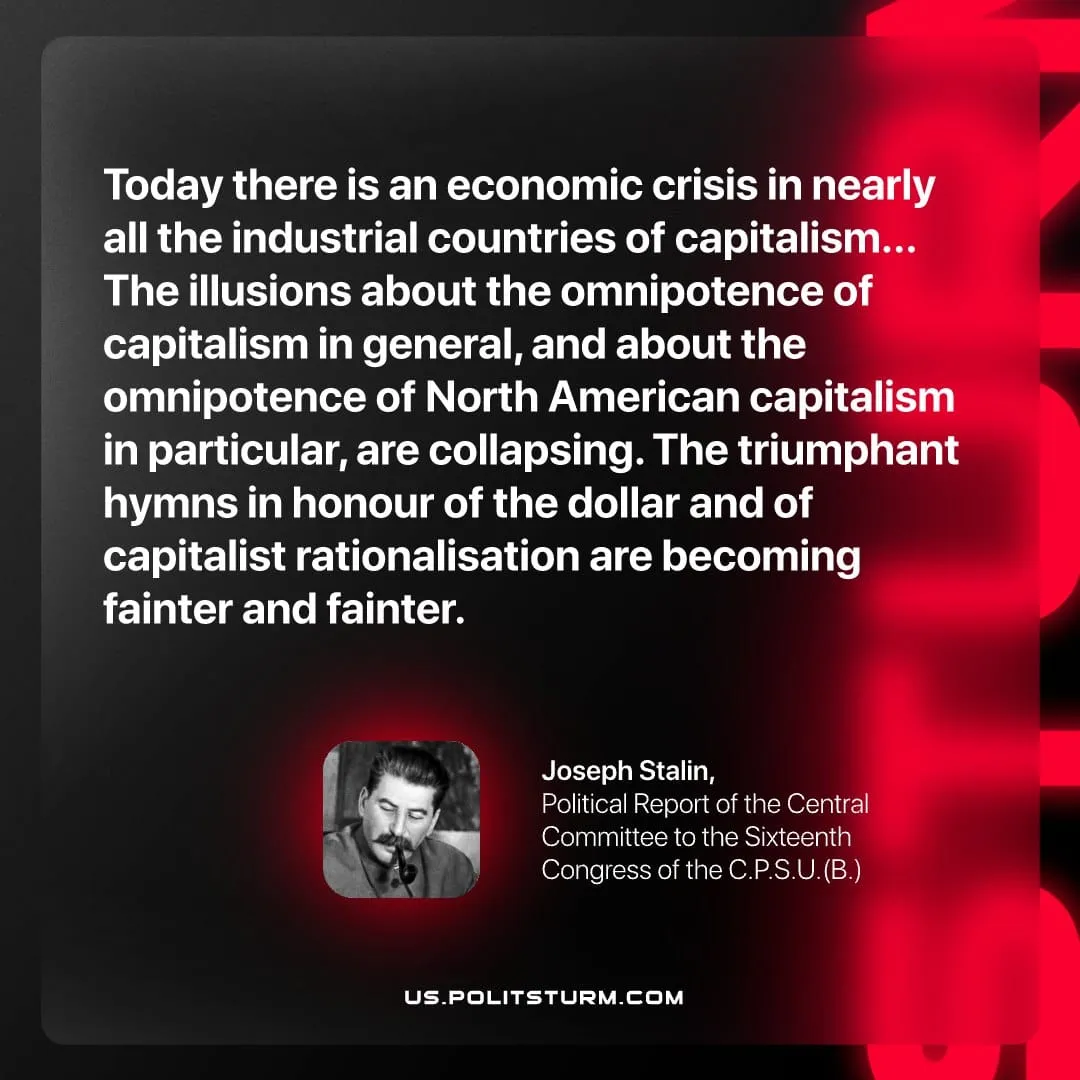 Today there is an economic crisis in nearly
all the industrial countries of capitalism...
The illusions about the omnipotence of
capitalism in general, and about the
omnipotence of North American capitalism
in particular, are collapsing. The triumphant
hymns in honour of the dollar and of
capitalist rationalisation are becoming
fainter and fainter.
Joseph Stalin,
Political Report of the Central
Committee to the Sixteenth
Congress of the C.P.S.U.(B.)
US.POLITSTURM.COM